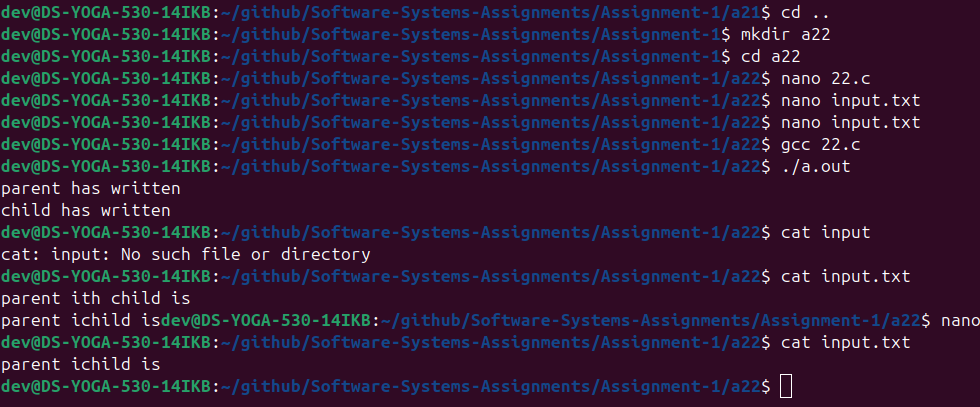 dev@DS-YOGA-530-14IKB:~/github/Software-Systems-Assignments/Assignment-1/a21$ cd ..
dev@DS-YOGA-530-14IKB:~/github/Software-Systems-Assignments/Assignment-1$ mkdir a22
dev@DS-YOGA-530-14IKB:~/github/Software-Systems-Assignments/Assignment-1$ cd a22
dev@DS-YOGA-530-14IKB:~/github/Software-Systems-Assignments/Assignment-1/a22$ nano 22.c
dev@DS-YOGA-530-14IKB:~/github/Software-Systems-Assignments/Assignment-1/a22$ nano input.txt
dev@DS-YOGA-530-14IKB:~/github/Software-Systems-Assignments/Assignment-1/a22$ nano input.txt
dev@DS-YOGA-530-14IKB:~/github/Software-Systems-Assignments/Assignment-1/a22$ gcc 22.c
dev@DS-YOGA-530-14IKB:~/github/Software-Systems-Assignments/Assignment-1/a22$ ./a.out
parent has written
child has written
dev@DS-YOGA-530-14IKB:~/github/Software-Systems-Assignments/Assignment-1/a22$ cat input
cat: input: No such file or directory
dev@DS-YOGA-530-14IKB:~/github/Software-Systems-Assignments/Assignment-1/a22$ cat input.txt
parent ith child is
parent ichild isdev@DS-YOGA-530-14IKB:~/github/Software-Systems-Assignments/Assignment-1/a22$ nano
dev@DS-YOGA-530-14IKB:~/github/Software-Systems-Assignments/Assignment-1/a22$ cat input.txt
parent ichild is
dev@DS-YOGA-530-14IKB:~/github/Software-Systems-Assignments/Assignment-1/a22$